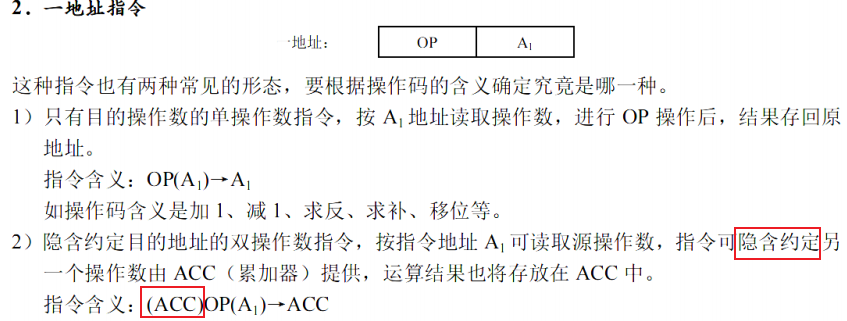 2．一地址指令
一地址： OP A₁
这种指令也有两种常见的形态，要根据操作码的含义确定究竟是哪一种。
1）只有目的操作数的单操作数指令，按 A₁地址读取操作数，进行 OP 操作后，结果存回原
地址。
指令含义：OP(A₁)→A₁
如操作码含义是加 1、减 1、求反、求补、移位等。
2）隐含约定目的地址的双操作数指令，按指令地址 A₁可读取源操作数，指令可隐含约定另
一个操作数由 ACC（累加器）提供，运算结果也将存放在 ACC 中。
指令含义：(ACC)OP(A₁)→ACC